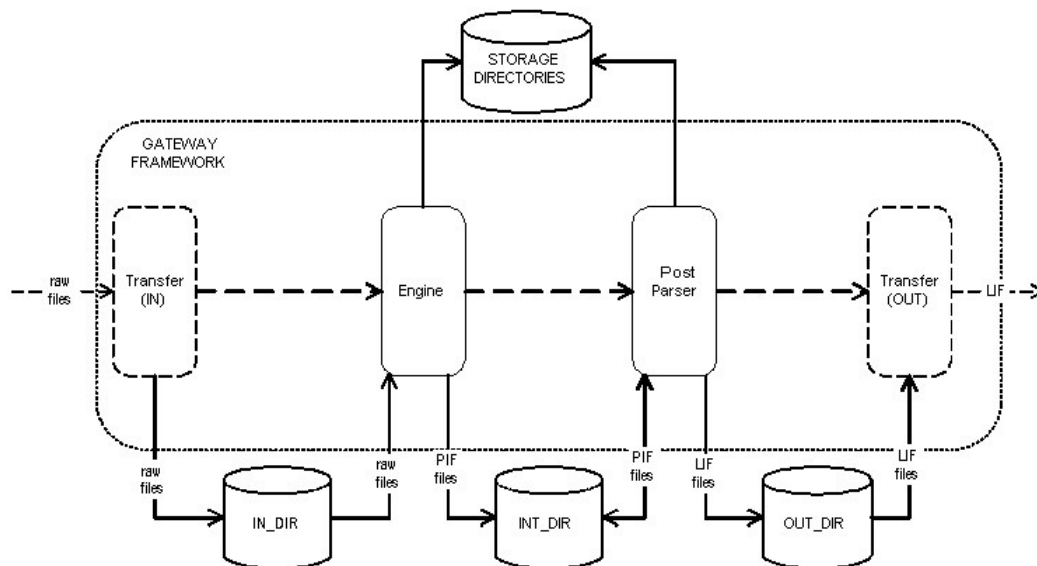 STORAGE
DIRECTORIES
GATEWAY
FRAMEWORK
raw
files
Transfer
(IN)
Engine
Post
Parser
Transfer
(OUT)
LIF
raw
files
raw
files
PIF
files
PIF
files
LIF
files
LIF
files
IN_DIR
INT_DIR
OUT_DIR